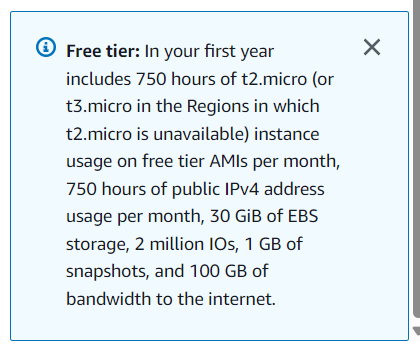 Free tier: In your first year
includes 750 hours of t2.micro (or
t3.micro in the Regions in which
t2.micro is unavailable) instance
usage on free tier AMIs per month,
750 hours of public IPv4 address
usage per month, 30 GiB of EBS
storage, 2 million IOs, 1 GB of
snapshots, and 100 GB of
bandwidth to the internet.